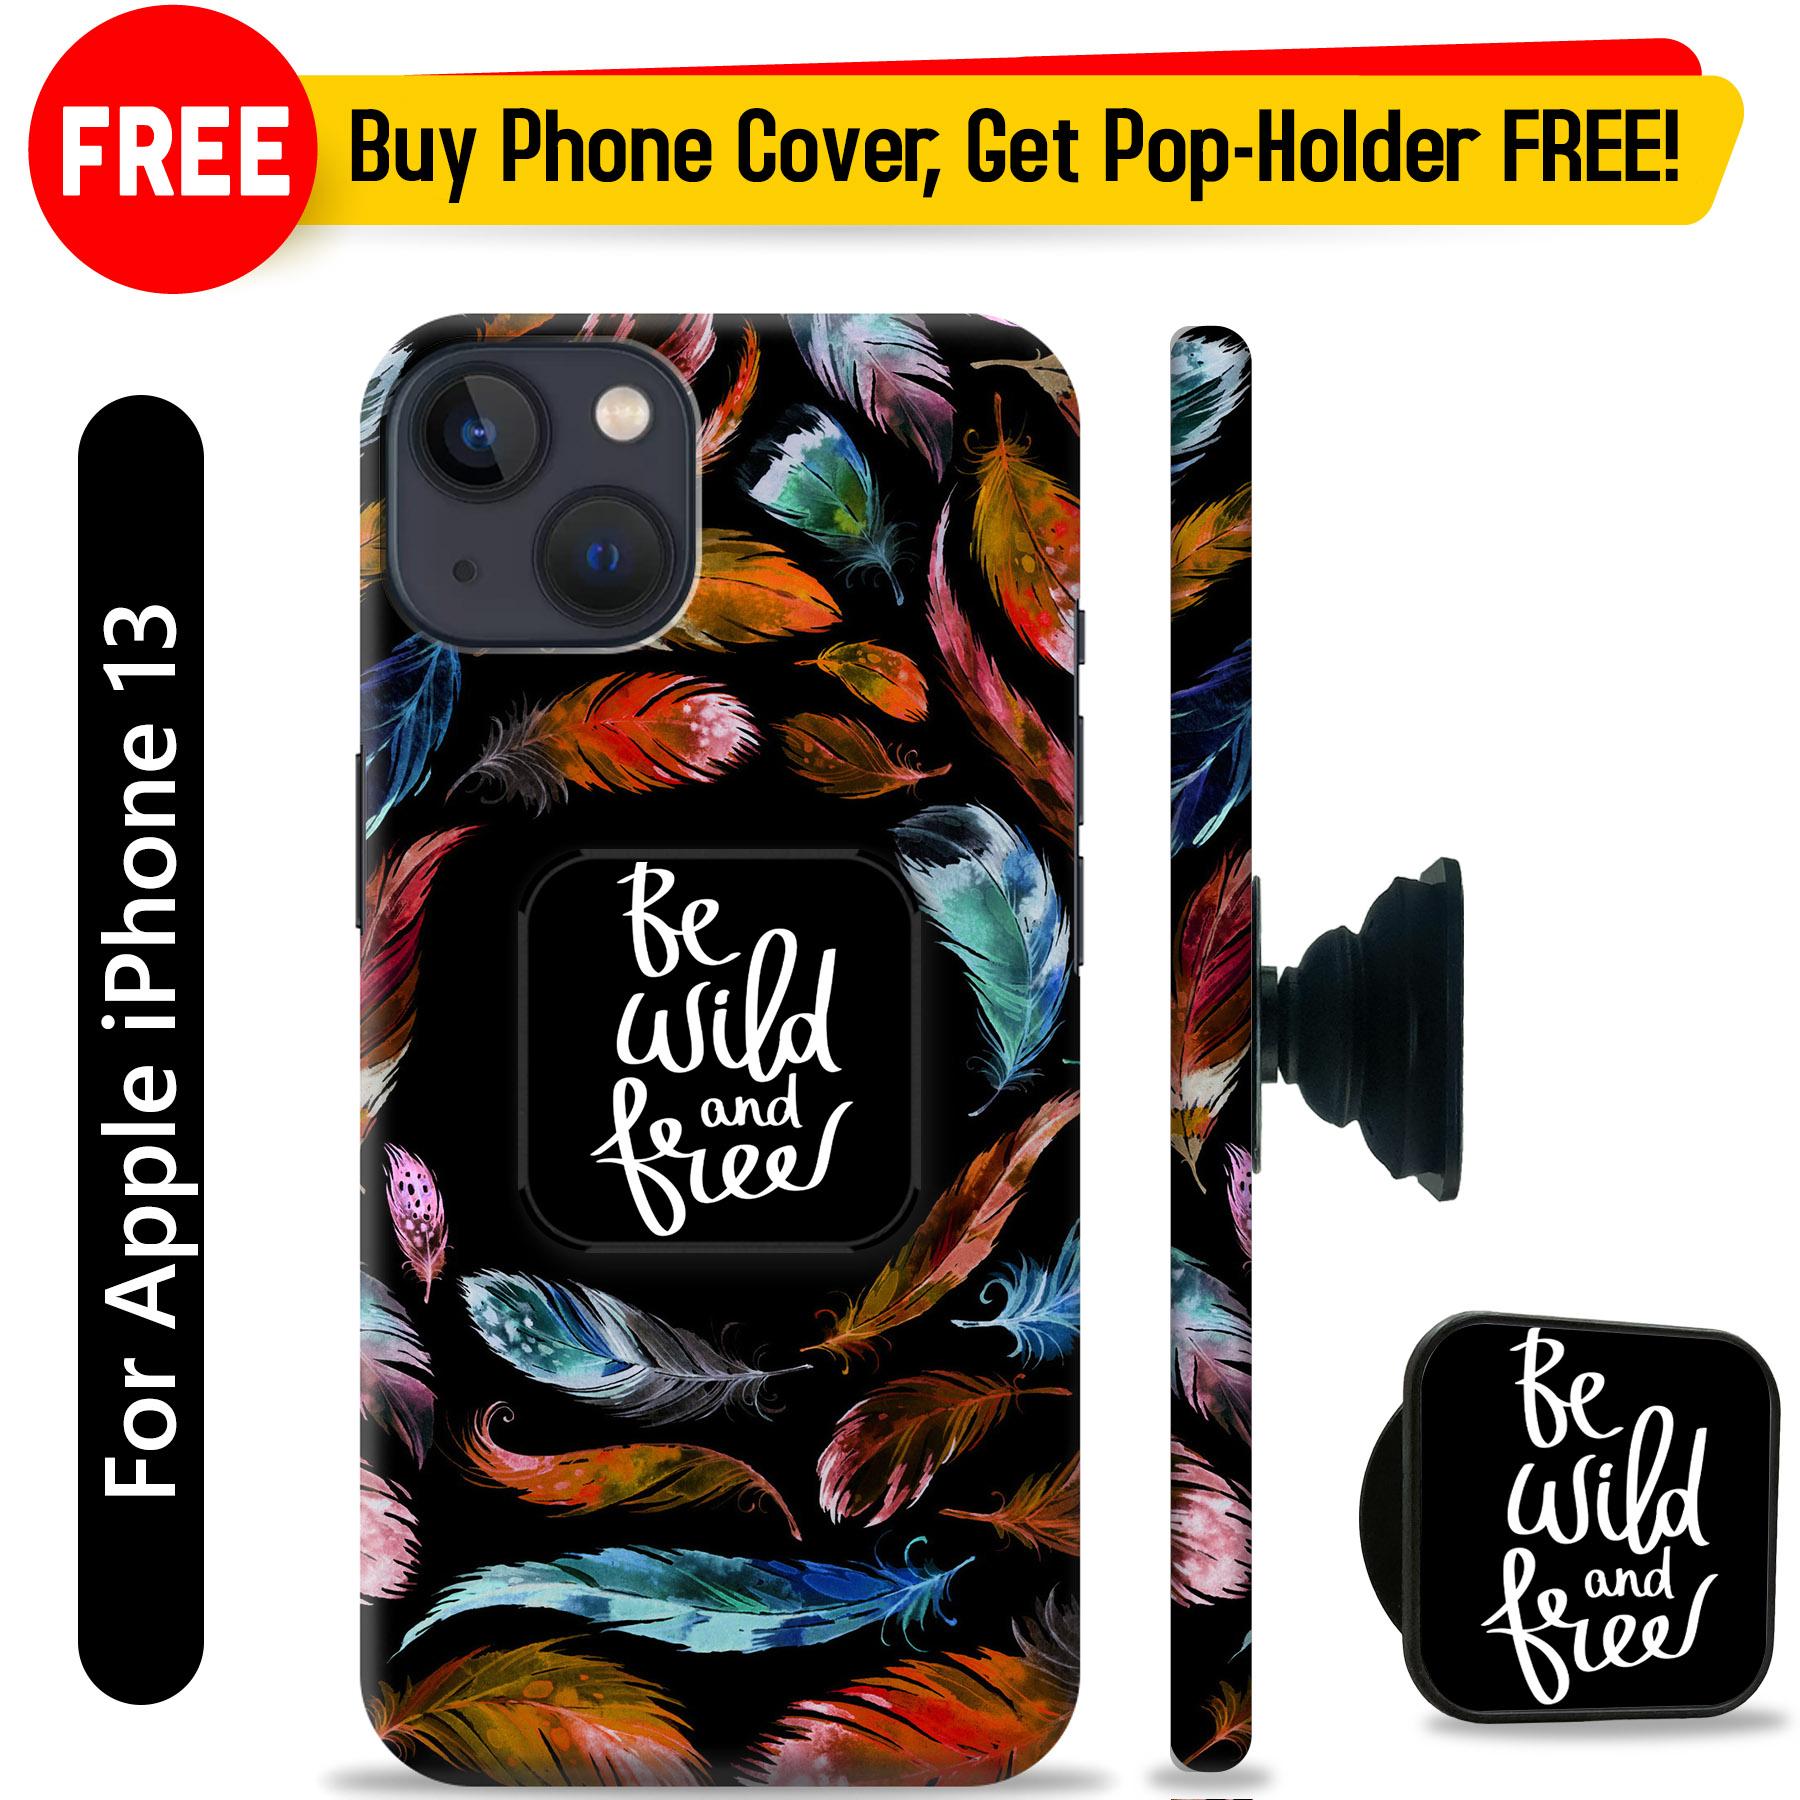 FREE
Buy Phone Cover, Get Pop-Holder FREE!
For Apple iPhone 13
Be
wild
and
free
Be
wild
and
free